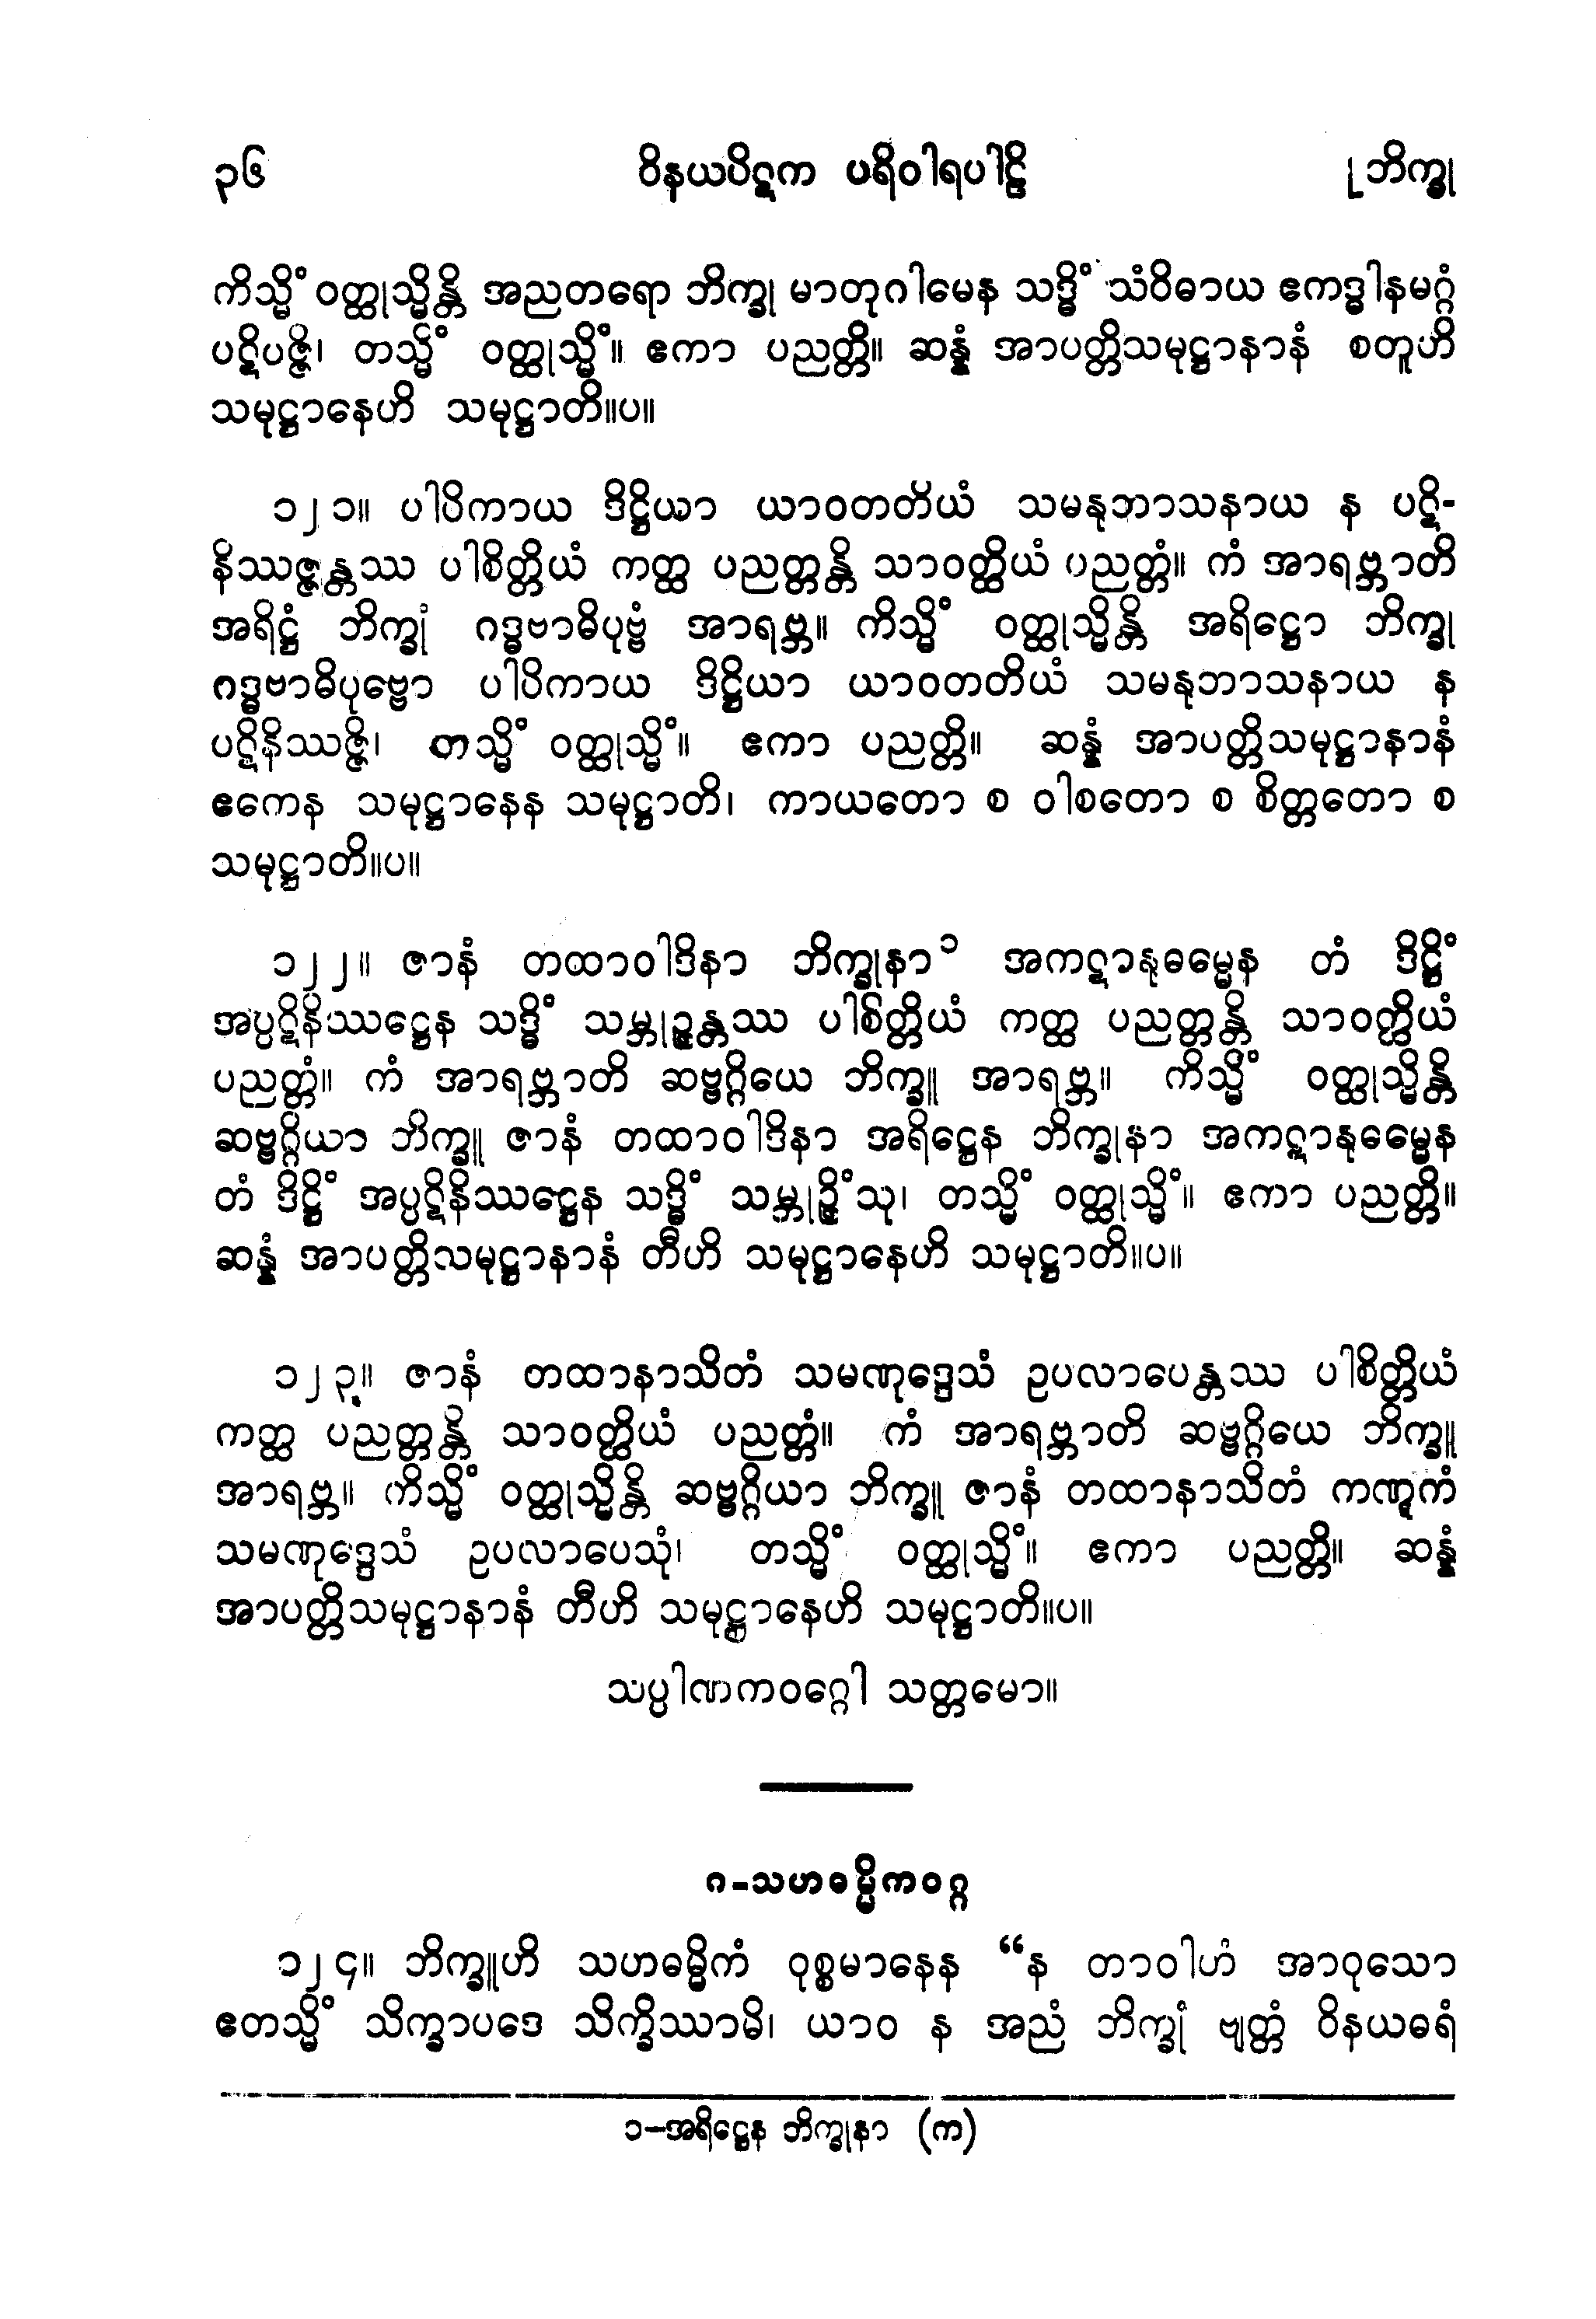 ၃၆ ဝိနယပိဋက ပရိဝါရပါဠိ [ဘိက္ခု
ကိသ္မိံ ဝတ္ထုသ္မိန္တိ အညတရော ဘိက္ခု မာတုဂါမေန သဒ္ဓိံ သံဝိဓာယ ဧကဒ္ဓါနမဂ္ဂံ
ပဋိပဇ္ဇိ၊ တသ္မိံ ဝတ္ထုသ္မိံ။ ဧကာ ပညတ္တိ။ ဆန္နံ အာပတ္တိသမုဋ္ဌာနာနံ စတူဟိ
သမုဋ္ဌာနေဟိ သမုဋ္ဌာတိ။ပ။
၁၂၁။ ပါပိကာယ ဒိဋ္ဌိယာ ယာဝတတိယံ သမနုဘာသနာယ န ပဋိ-
နိဿဇ္ဇန္တဿ ပါစိတ္တိယံ ကတ္ထ ပညတ္တန္တိ သာဝတ္ထိယံ ပညတ္တံ။ ကံ အာရဗ္ဘာတိ
အရိဋ္ဌံ ဘိက္ခုံ ဂဒ္ဓဗာဓိပုဗ္ဗံ အာရဗ္ဘ။ ကိသ္မိံ ဝတ္ထုသ္မိန္တိ အရိဋ္ဌော ဘိက္ခု
ဂဒ္ဓဗာဓိပုဗ္ဗော ပါပိကာယ ဒိဋ္ဌိယာ ယာဝတတိယံ သမနုဘာသနာယ န
ပဋိနိဿဇ္ဇိ၊ တသ္မိံ ဝတ္ထုသ္မိံ။ ဧကာ ပညတ္တိ။ ဆန္နံ အာပတ္တိသမုဋ္ဌာနာနံ
ဧကေန သမုဋ္ဌာနေန သမုဋ္ဌာတိ၊ ကာယတော စ ဝါစတော စ စိတ္တတော စ
သမုဋ္ဌာတိ။ပ။
၁၂၂။ ဇာနံ တထာဝါဒိနာ ဘိက္ခုနာ၁ အကဋာနုဓမ္မေန တံ ဒိဋ္ဌိံ
အပ္ပဋိနိဿဋ္ဌေန သဒ္ဓိံ သမ္ဘုဉ္ဇန္တဿ ပါစိတ္တိယံ ကတ္ထ ပညတ္တန္တိ သာဝတ္ထိယံ
ပညတ္တံ။ ကံ အာရဗ္ဘာတိ ဆဗ္ဗဂ္ဂိယေ ဘိက္ခူ အာရဗ္ဘ။ ကိသ္မိံ ဝတ္ထုသ္မိန္တိ
ဆဗ္ဗဂ္ဂိယာ ဘိက္ခူ ဇာနံ တထာဝါဒိနာ အရိဋ္ဌေန ဘိက္ခုနာ အကဋာနုဓမ္မေန
တံ ဒိဋ္ဌိံ အပ္ပဋိနိဿဋ္ဌေန သဒ္ဓိံ သမ္ဘုဉ္ဇိံသု၊ တသ္မိံ ဝတ္ထုသ္မိံ။ ဧကာ ပညတ္တိ။
ဆန္နံ အာပတ္တိသမုဋ္ဌာနာနံ တီဟိ သမုဋ္ဌာနေဟိ သမုဋ္ဌာတိ။ပ။
၁၂၃။ ဇာနံ တထာနာသိတံ သမဏုဒ္ဒေသံ ဥပလာပေန္တဿ ပါစိတ္တိယံ
ကတ္ထ ပညတ္တန္တိ သာဝတ္ထိယံ ပညတ္တံ။ ကံ အာရဗ္ဘာတိ ဆဗ္ဗဂ္ဂိယေ ဘိက္ခူ
အာရဗ္ဘ။ ကိသ္မိံ ဝတ္ထုသ္မိန္တိ ဆဗ္ဗဂ္ဂိယာ ဘိက္ခူ ဇာနံ တထာနာသိတံ ကဏ္ဋကံ
သမဏုဒ္ဒေသံ ဥပလာပေသုံ၊ တသ္မိံ ဝတ္ထုသ္မိံ။ ဧကာ ပညတ္တိ။ ဆန္နံ
အာပတ္တိသမုဋ္ဌာနာနံ တီဟိ သမုဋ္ဌာနေဟိ သမုဋ္ဌာတိ။ပ။
သပ္ပါဏကဝဂ္ဂေါ သတ္တမော။
ဂ-သဟဓမ္မိကဝဂ္ဂ
၁၂၄။ ဘိက္ခူဟိ သဟဓမ္မိကံ ဝုစ္စမာနေန “န တာဝါဟံ အာဝုသော
ဧတသ္မိံ သိက္ခာပဒေ သိက္ခိဿာမိ၊ ယာဝ န အညံ ဘိက္ခုံ ဗျတ္တံ ဝိနယဓရံ
၁-အရိဋ္ဌေန ဘိက္ခုနာ (က)